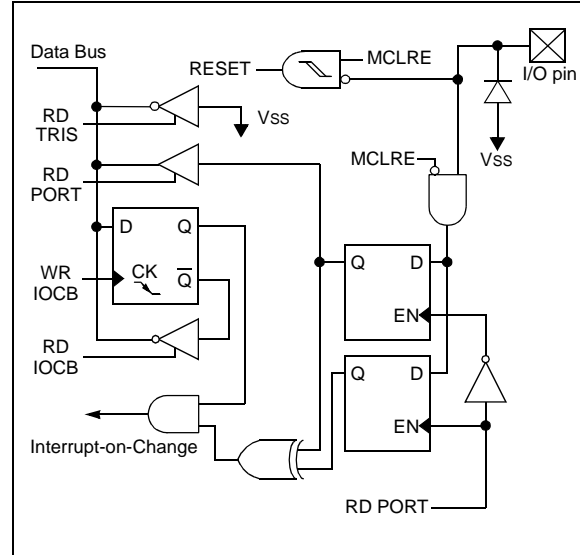 Data Bus
MCLRE
RESET
I/O pin
RD
TRIS
VSS
VSS
RD
PORT
MCLRE
D Q
Q
CK
WR
IOCB
Q D
EN
RD
IOCB
Q D
EN
Interrupt-on-Change
RD PORT